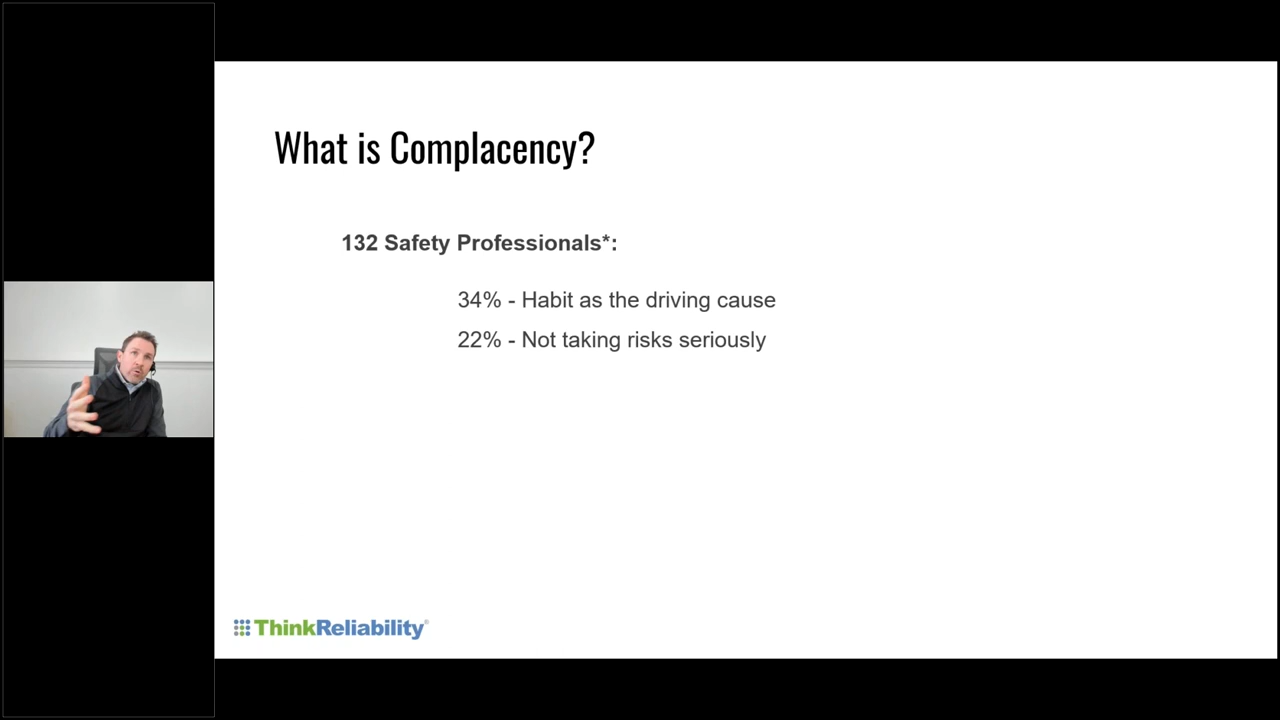 What is Complacency?
132 Safety Professionals*:
34% - Habit as the driving cause
22% - Not taking risks seriously
ThinkReliability®